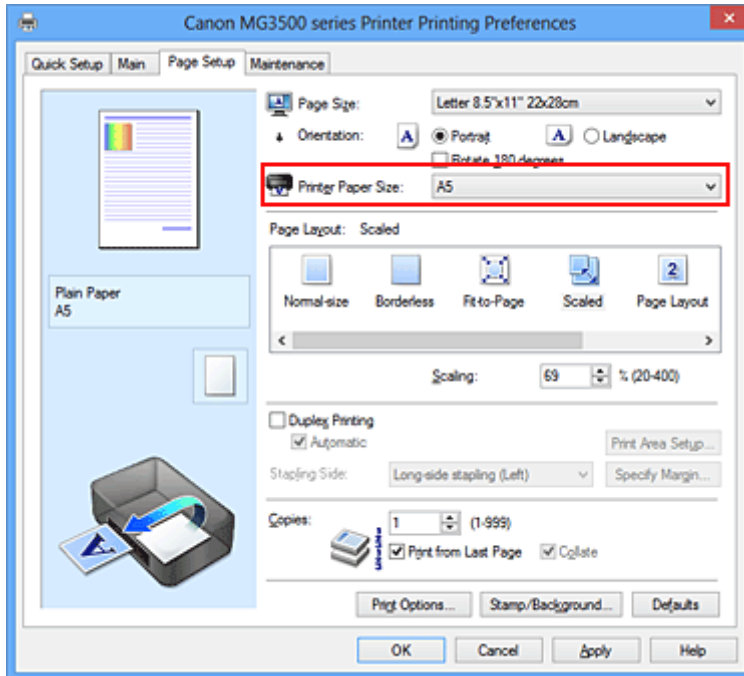 Canon MG3500 series Printer Printing Preferences
Quick Setup Main Page Setup Maintenance
Page Size: Letter 8.5"x11" 22x28cm
Orientation: A Portrait A Landscape
Rotate 180 degrees
Printer Paper Size: A5
Page Layout: Scaled
Normal-size Borderless Fit-to-Page Scaled Page Layout
Plain Paper
A5
Scaling: 69 % (20-400)
Duplex Printing
Automatic Print Area Setup...
Stapling Side: Long-side stapling (Left) Specify Margin...
Copies: 1 (1-999)
Print from Last Page Collate
Print Options... Stamp/Background... Defaults
OK Cancel Apply Help